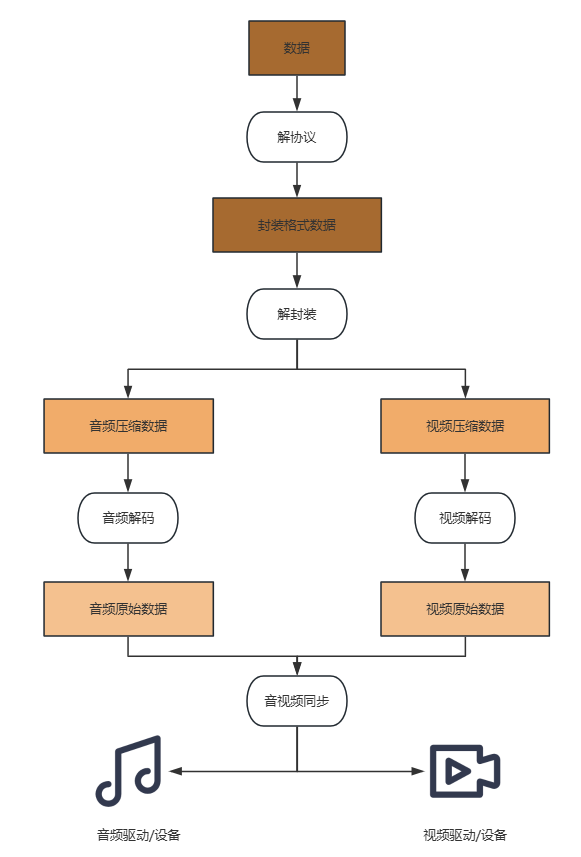 数据
解协议
封装格式数据
解封装
音频压缩数据
视频压缩数据
音频解码
视频解码
音频原始数据
视频原始数据
音视频同步
音频驱动/设备
视频驱动/设备